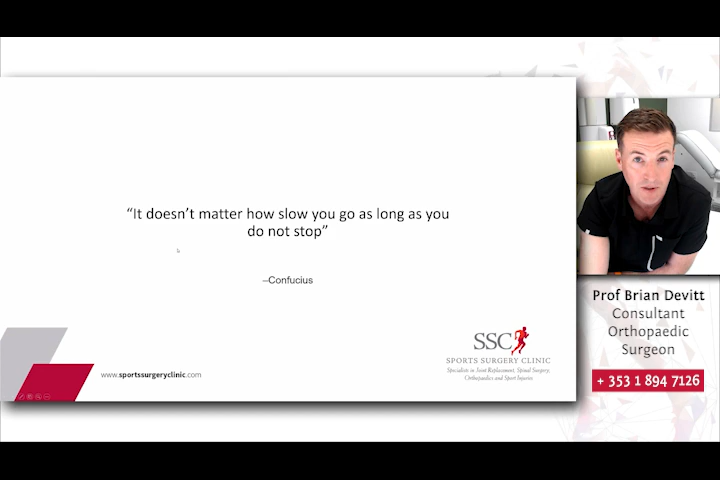 “It doesn’t matter how slow you go as long as you
do not stop”
–Confucius
www.sportssurgeryclinic.com
SSC
SPORTS SURGERY CLINIC
Specialists in Joint Replacement, Spinal Surgery,
Orthopaedics and Sport Injuries
Prof Brian Devitt
Consultant
Orthopaedic
Surgeon
+ 353 1 894 7126